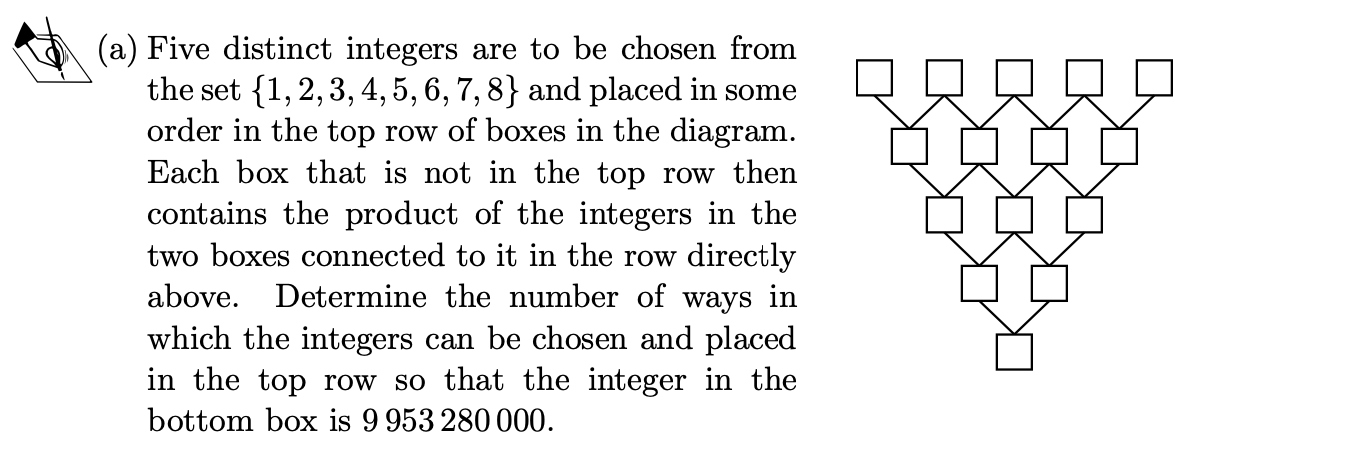 (a) Five distinct integers are to be chosen from
the set {1, 2, 3, 4, 5, 6, 7, 8} and placed in some
order in the top row of boxes in the diagram.
Each box that is not in the top row then
contains the product of the integers in the
two boxes connected to it in the row directly
above. Determine the number of ways in
which the integers can be chosen and placed
in the top row so that the integer in the
bottom box is 9 953 280 000.